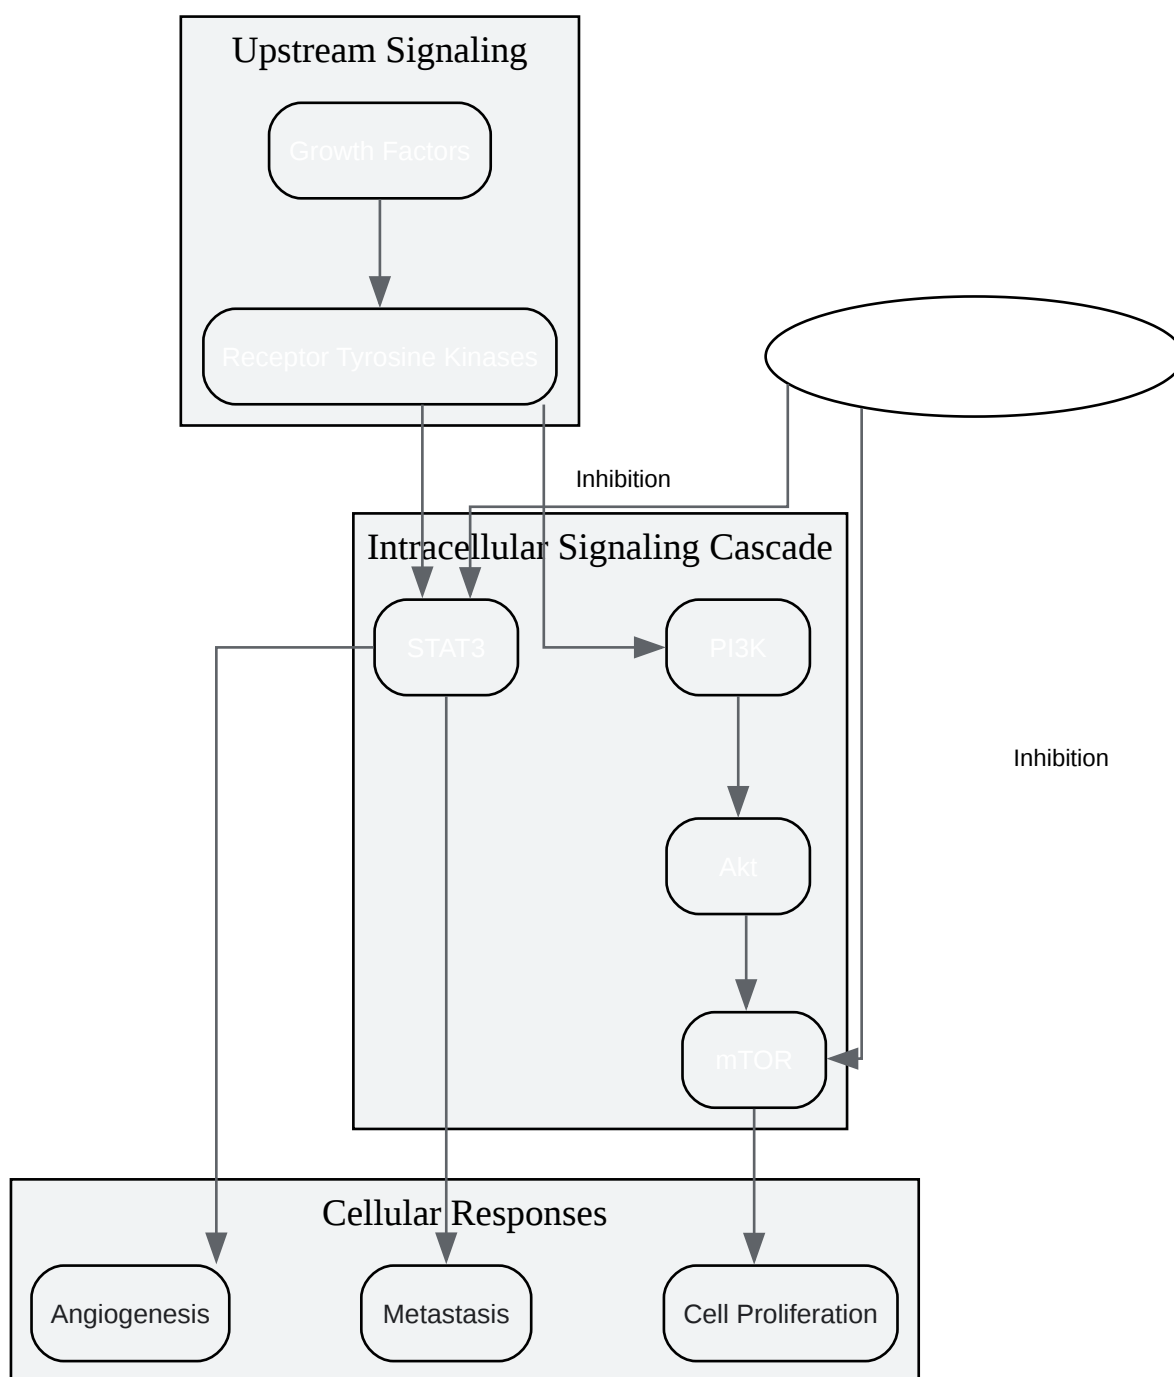 Upstream Signaling
Growth Factors
Receptor Tyrosine Kinases
Inhibition
Intracellular Signaling Cascade
STAT3
PI3K
Inhibition
Akt
mTOR
Cellular Responses
Angiogenesis
Metastasis
Cell Proliferation